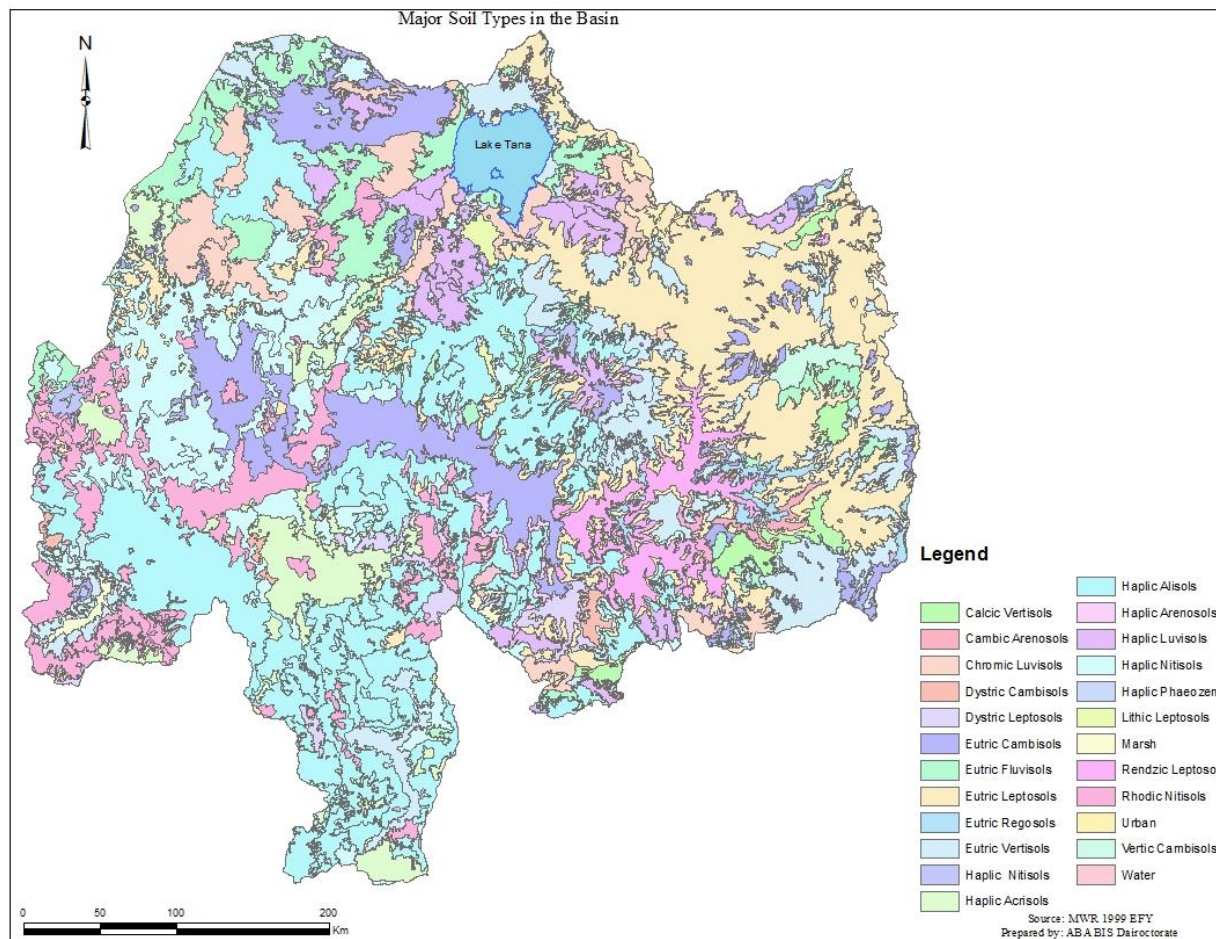 Major Soil Types in the Basin
N
Lake Tana
Legend
Calcic Vertisols
Cambic Arenosols
Chromic Luvisols
Dystric Cambisols
Dystric Leptosols
Eutric Cambisols
Eutric Fluvisols
Eutric Leptosols
Eutric Regosols
Eutric Vertisols
Haplic Nitisols
Haplic Acrisols
Haplic Alisols
Haplic Arenosols
Haplic Luvisols
Haplic Nitisols
Haplic Phaeozem
Lithic Leptosols
Marsh
Rendzic Leptoso
Rhodic Nitisols
Urban
Vertic Cambisols
Water
0 50 100 200
Km
Source: MWR 1999 EFY
Prepared by: ABA BIS Dairoctorate